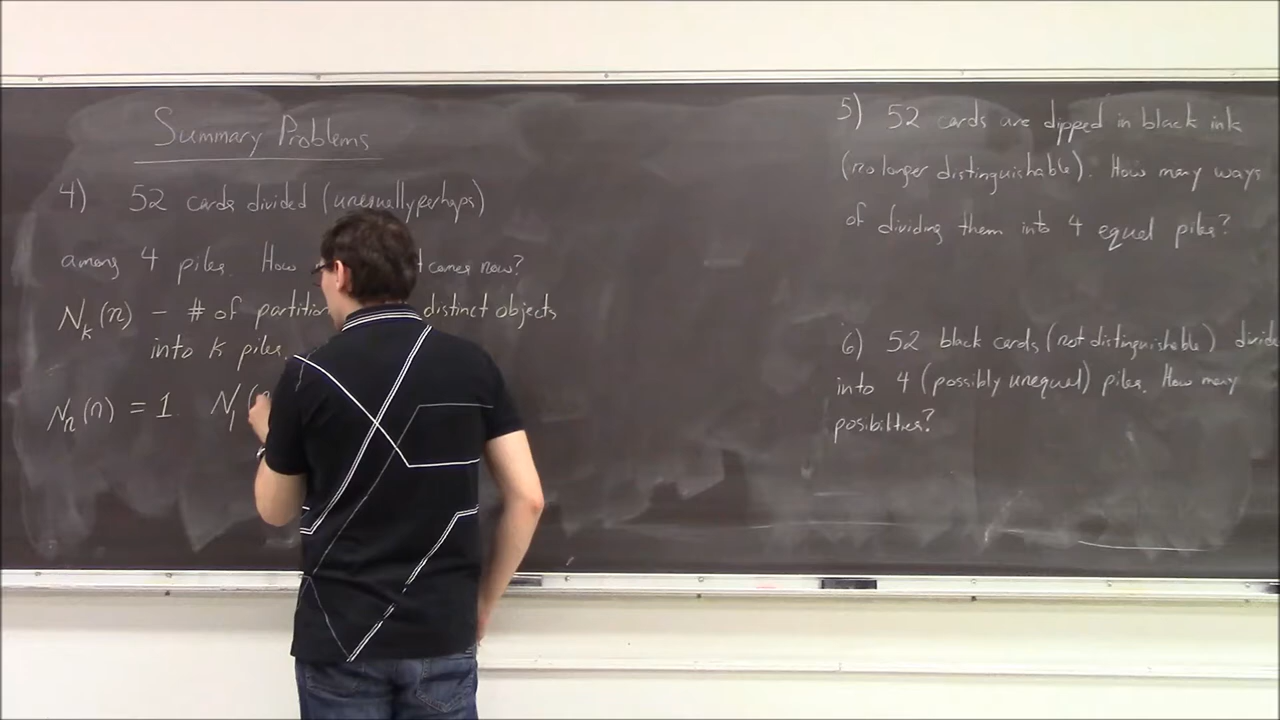 Summary Problems
4) 52 cards divided (unequally perhaps)
among 4 piles. How comes now?
N_k(n) - # of partition distinct objects
into k piles.
N_n(n) = 1. N_1(
5) 52 cards are dipped in black ink
(no longer distinguishable). How many ways
of dividing them into 4 equal piles?
6) 52 black cards (not distinguishable) divide
into 4 (possibly unequal) piles. How many
posibilties?